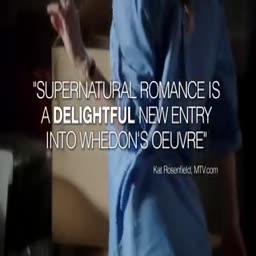 "SUPERNATURAL ROMANCE IS
A DELIGHTFUL NEW ENTRY
INTO WHEDON'S OEUVRE"
Kat Rosenfield, MTV.com